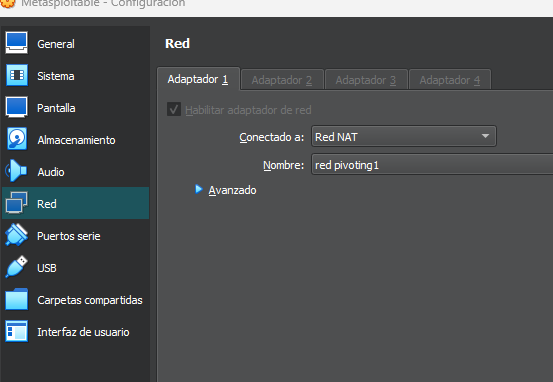 Metasploitable - Configuración
General
Sistema
Pantalla
Almacenamiento
Audio
Red
Puertos serie
USB
Carpetas compartidas
Interfaz de usuario
Red
Adaptador 1 Adaptador 2 Adaptador 3 Adaptador 4
Habilitar adaptador de red
Conectado a: Red NAT
Nombre: red pivoting1
Avanzado